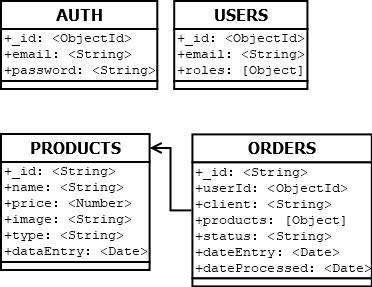 AUTH
+_id: <ObjectId>
+email: <String>
+password: <String>
USERS
+_id: <ObjectId>
+email: <String>
+roles: [Object]
PRODUCTS
+_id: <String>
+name: <String>
+price: <Number>
+image: <String>
+type: <String>
+dataEntry: <Date>
ORDERS
+_id: <String>
+userId: <ObjectId>
+client: <String>
+products: [Object]
+status: <String>
+dateEntry: <Date>
+dateProcessed: <Date>